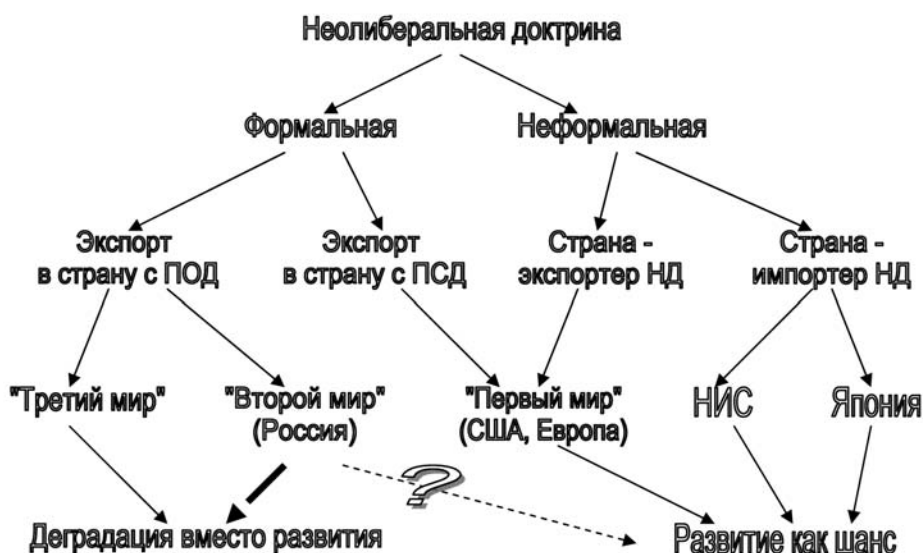 Неолиберальная доктрина
Формальная
Неформальная
Экспорт
в страну с ПОД
Экспорт
в страну с ПСД
Страна -
экспортер НД
Страна -
импортер НД
"Третий мир"
"Второй мир"
(Россия)
"Первый мир"
(США, Европа)
НИС
Япония
?
Деградация вместо развития
Развитие как шанс